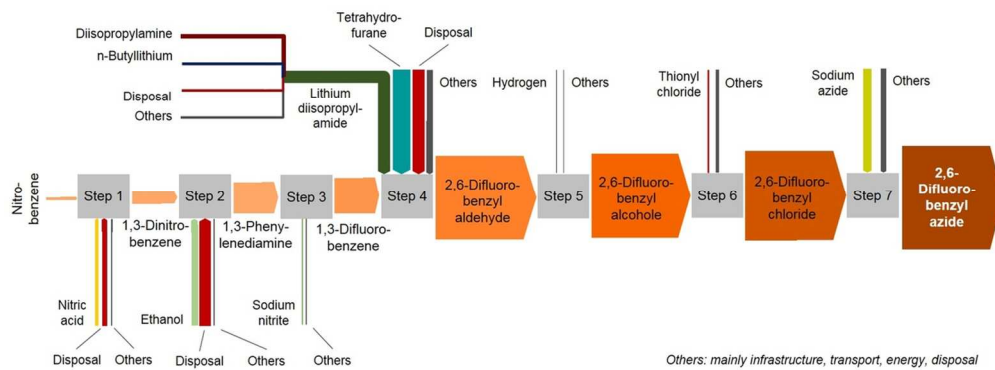 Diisopropylamine
n-Butyllithium
Disposal
Others
Lithium
diisopropyl-
amide
Tetrahydro-
furane
Disposal
Others
Hydrogen
Others
Thionyl
chloride
Others
Sodium
azide
Others
Nitro-
benzene
Step 1
Step 2
Step 3
Step 4
2,6-Difluoro-
benzyl
aldehyde
Step 5
2,6-Difluoro-
benzyl
alcohole
Step 6
2,6-Difluoro-
benzyl
chloride
Step 7
2,6-
Difluoro-
benzyl
azide
1,3-Dinitro-
benzene
1,3-Pheny-
lenediamine
1,3-Difluoro-
benzene
Nitric
acid
Disposal
Others
Ethanol
Disposal
Others
Sodium
nitrite
Others
Others: mainly infrastructure, transport, energy, disposal